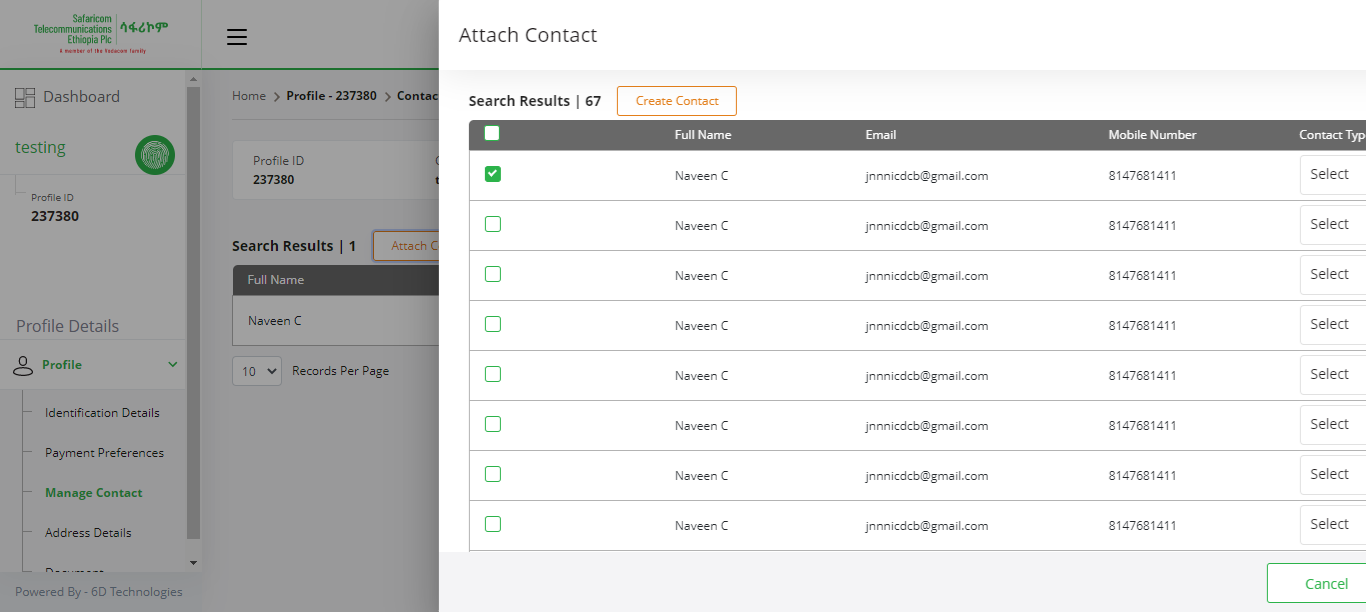 Safaricom
Telecommunications
Ethiopia Plc
ሳፋሪኮም
A member of the Vodacom family
Attach Contact
Dashboard
testing
Profile ID
237380
Home > Profile - 237380 > Contac
Profile ID
237380
Search Results | 1
Attach C
Full Name
Naveen C
10
Records Per Page
Profile Details
Profile
Identification Details
Payment Preferences
Manage Contact
Address Details
Powered By - 6D Technologies
Search Results | 67
Create Contact
Full Name Email Mobile Number Contact Typ
Naveen C jnnnicdcb@gmail.com 8147681411 Select
Naveen C jnnnicdcb@gmail.com 8147681411 Select
Naveen C jnnnicdcb@gmail.com 8147681411 Select
Naveen C jnnnicdcb@gmail.com 8147681411 Select
Naveen C jnnnicdcb@gmail.com 8147681411 Select
Naveen C jnnnicdcb@gmail.com 8147681411 Select
Naveen C jnnnicdcb@gmail.com 8147681411 Select
Naveen C jnnnicdcb@gmail.com 8147681411 Select
Cancel